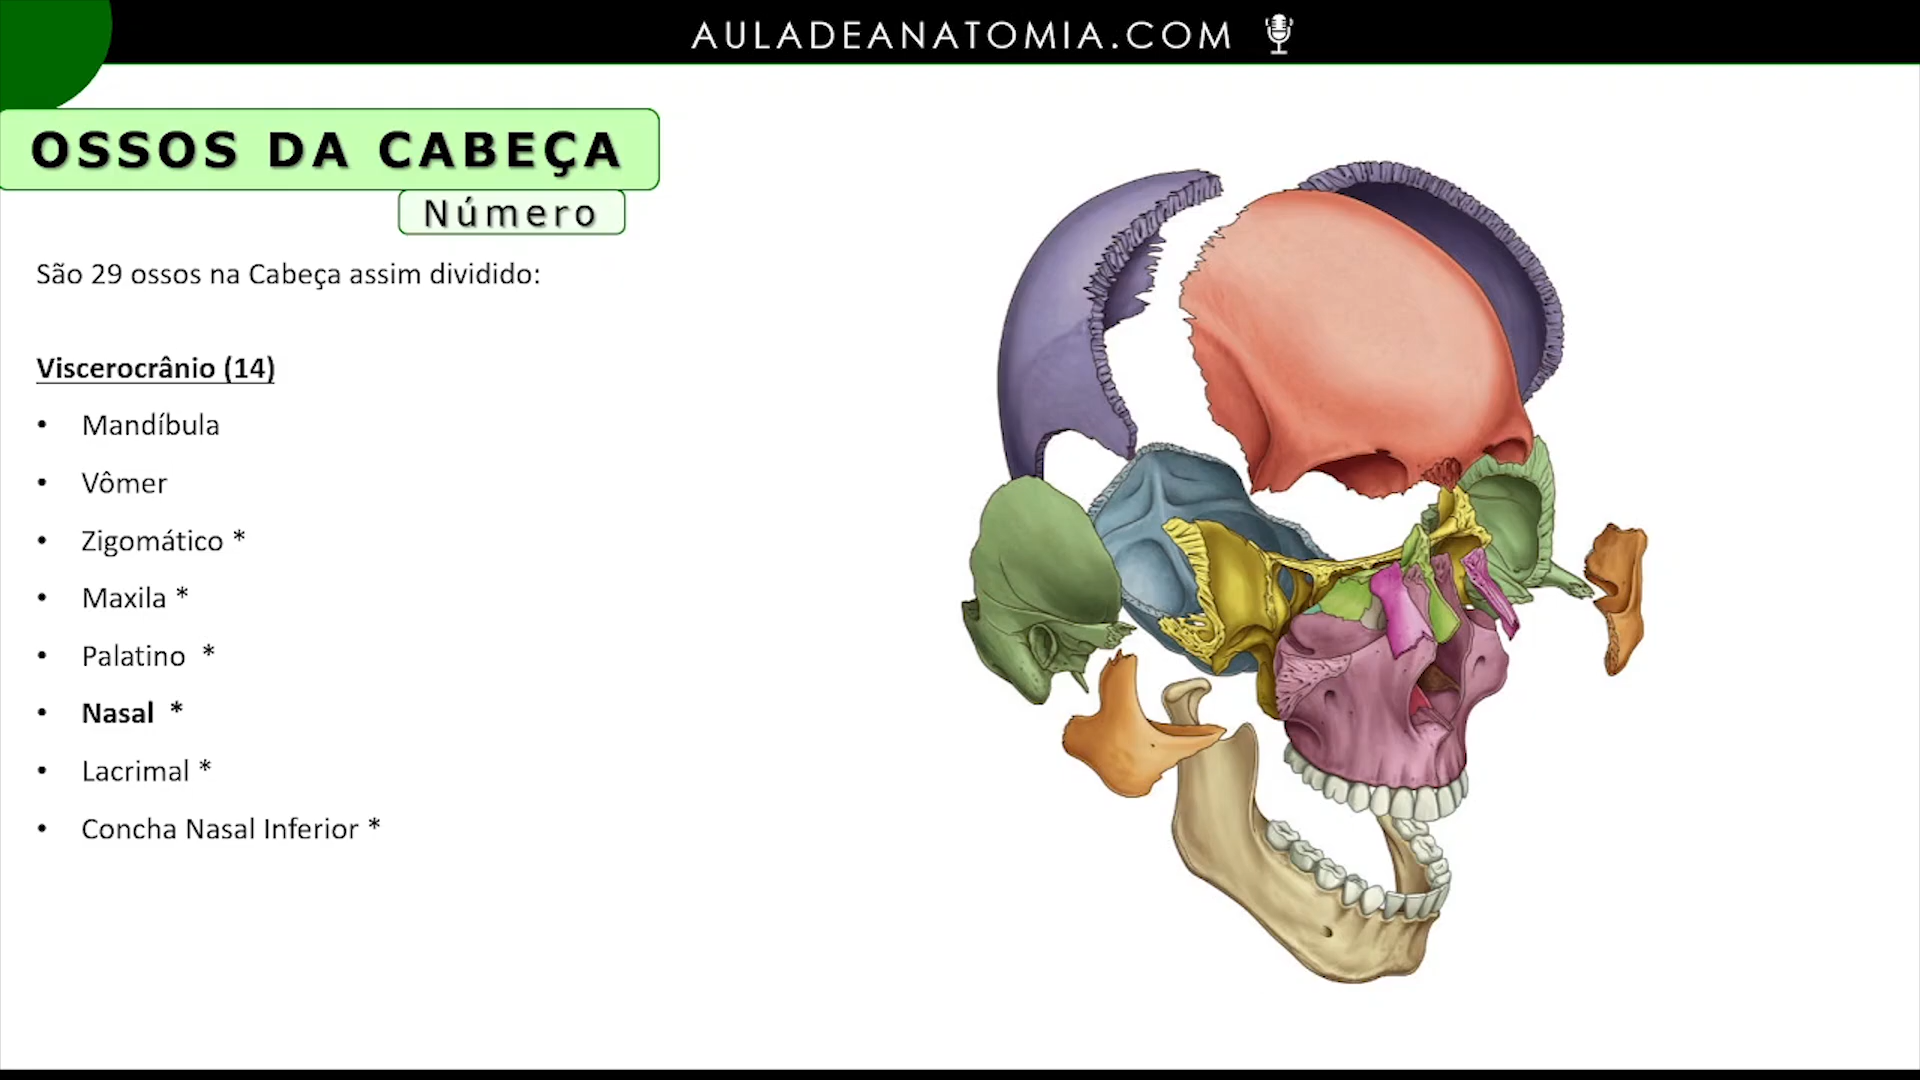 AULADEANATOMIA.COM
OSSOS DA CABEÇA
Número
São 29 ossos na Cabeça assim dividido:
Viscerocrânio (14)
• Mandíbula
• Vômer
• Zigomático *
• Maxila *
• Palatino *
• Nasal *
• Lacrimal *
• Concha Nasal Inferior *